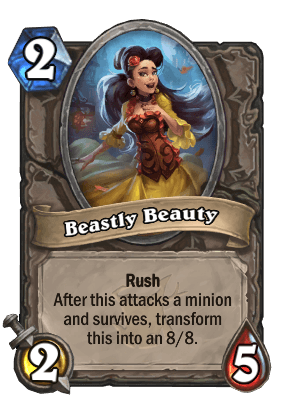 2
Beastly Beauty
Rush
After this attacks a minion
and survives, transform
this into an 8/8.
2
5